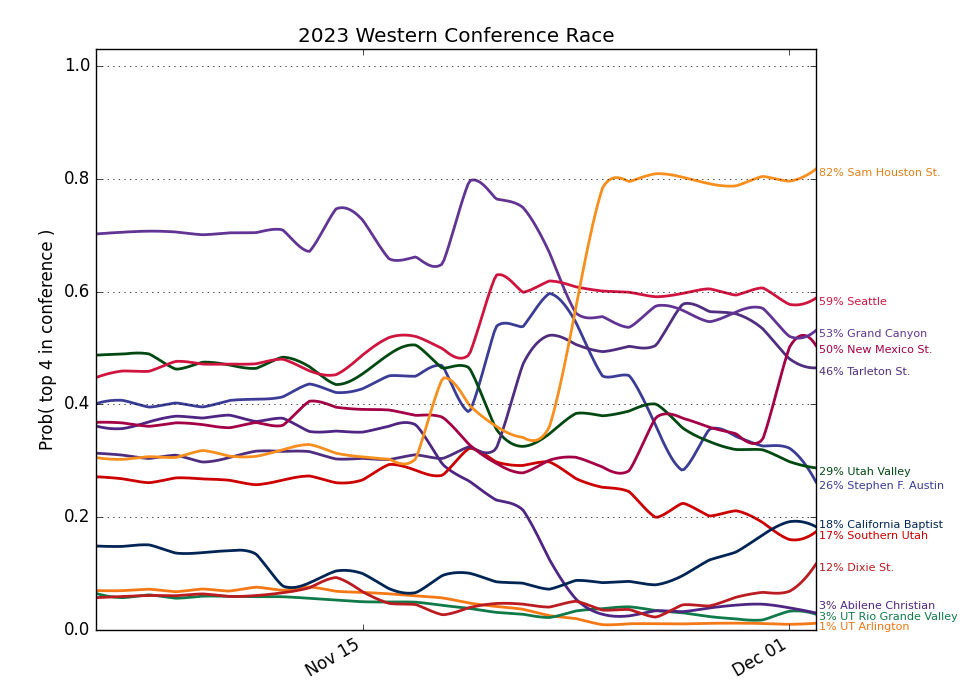 2023 Western Conference Race
Prob( top 4 in conference )
1.0
0.8
0.6
0.4
0.2
0.0
Nov 15
Dec 01
82% Sam Houston St.
59% Seattle
53% Grand Canyon
50% New Mexico St.
46% Tarleton St.
29% Utah Valley
26% Stephen F. Austin
18% California Baptist
17% Southern Utah
12% Dixie St.
3% Abilene Christian
3% UT Rio Grande Valley
1% UT Arlington